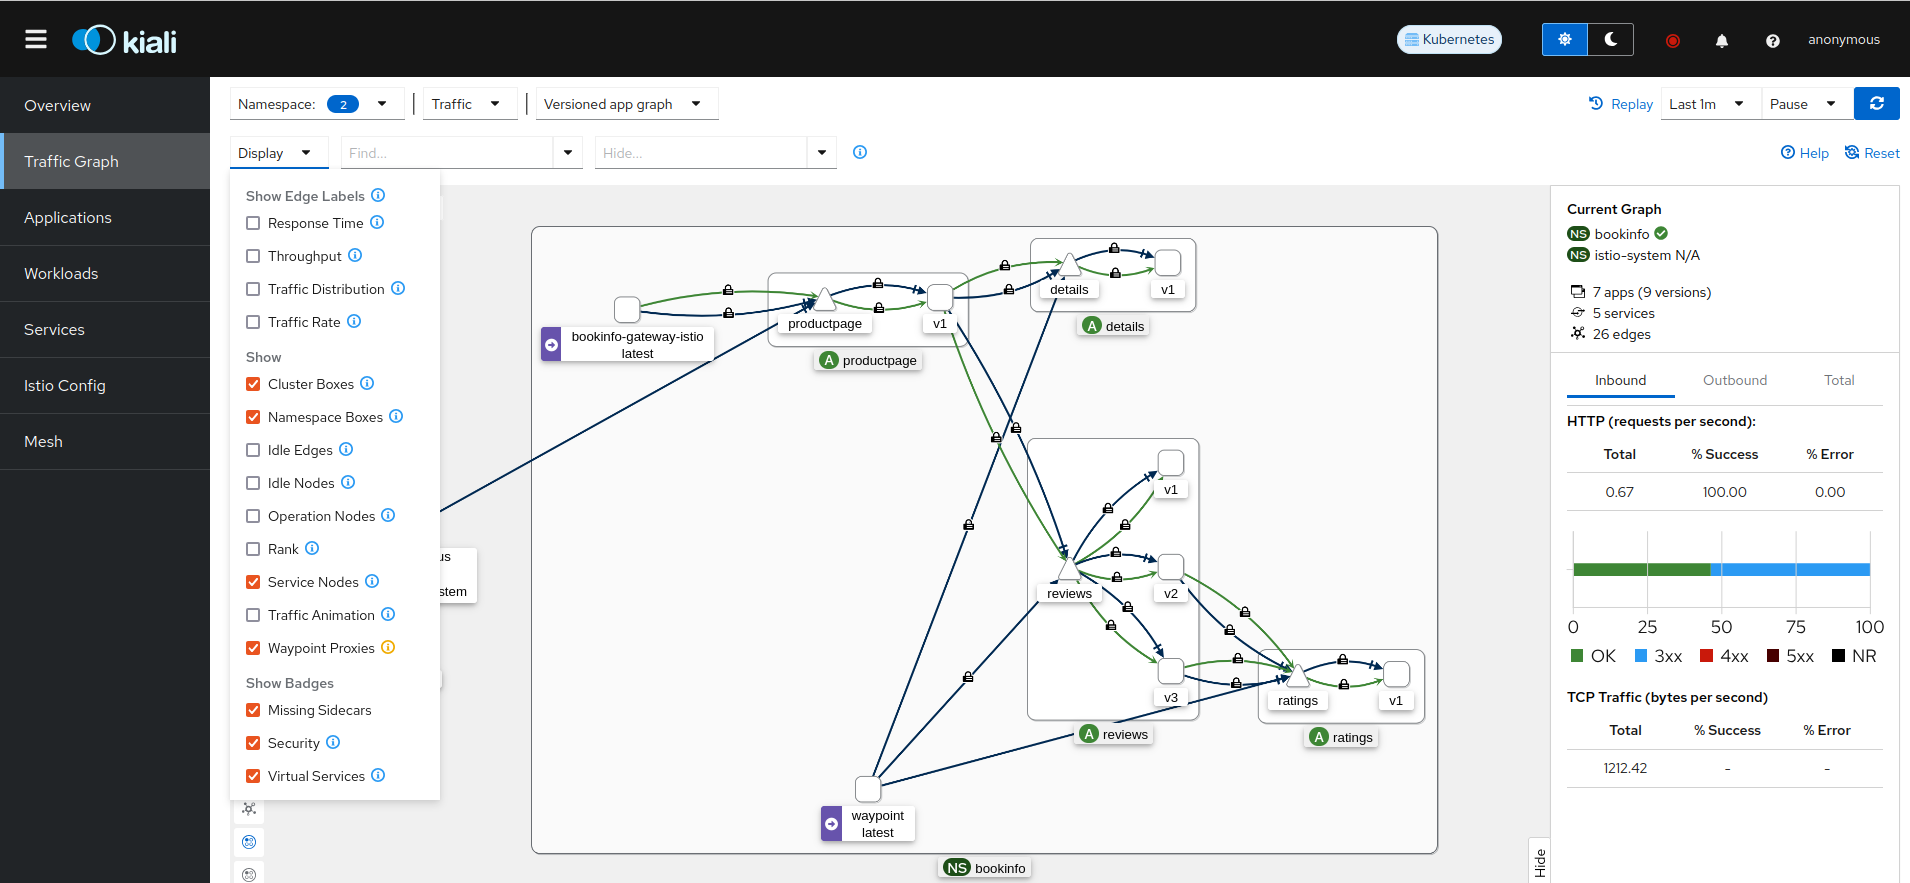 kiali
Kubernetes
anonymous
Overview
Traffic Graph
Applications
Workloads
Services
Istio Config
Mesh
Namespace: 2
Traffic
Versioned app graph
Replay
Last 1m
Pause
Display
Find...
Hide...
Help
Reset
Show Edge Labels
Response Time
Throughput
Traffic Distribution
Traffic Rate
Show
Cluster Boxes
Namespace Boxes
Idle Edges
Idle Nodes
Operation Nodes
Rank
Service Nodes
Traffic Animation
Waypoint Proxies
Show Badges
Missing Sidecars
Security
Virtual Services
us
stem
bookinfo-gateway-istio
latest
productpage
v1
A productpage
details
v1
A details
v1
reviews
v2
v3
A reviews
ratings
v1
A ratings
waypoint
latest
NS bookinfo
Hide
Current Graph
NS bookinfo
NS istio-system N/A
7 apps (9 versions)
5 services
26 edges
Inbound
Outbound
Total
HTTP (requests per second):
Total % Success % Error
0.67 100.00 0.00
0 25 50 75 100
OK 3xx 4xx 5xx NR
TCP Traffic (bytes per second)
Total % Success % Error
1212.42 - -